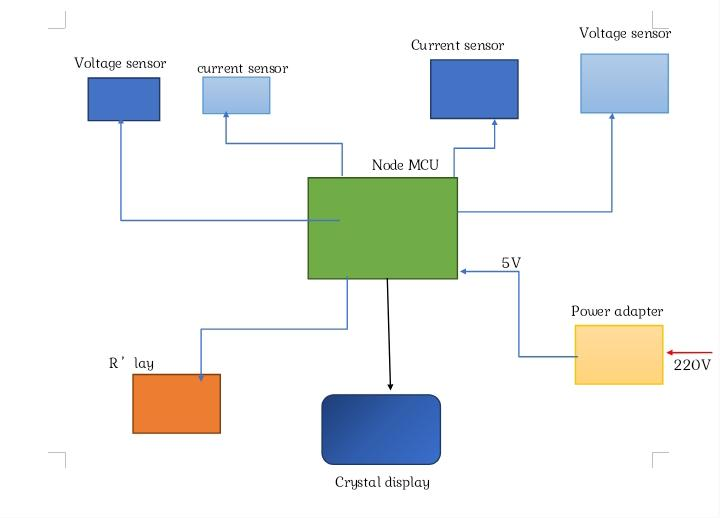 Voltage sensor
current sensor
Current sensor
Voltage sensor
Node MCU
5V
Power adapter
220V
R’ lay
Crystal display